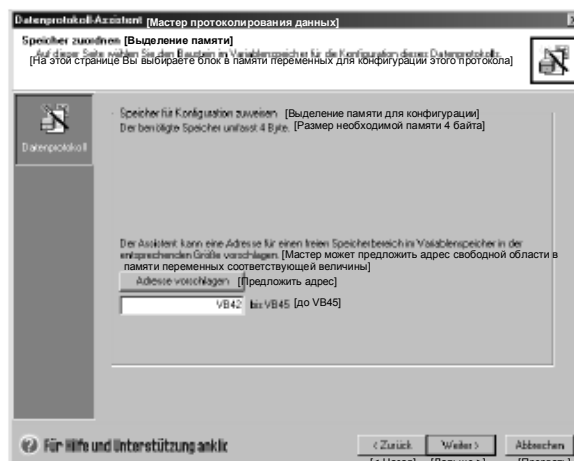 Datenprotokoll-Assistent [Мастер протоколирования данных]
Speicher zuordnen [Выделение памяти]
Auf dieser Seite wählen Sie den Baustein im Variablenspeicher für die Konfiguration dieses Datenprotokolls.
[На этой странице Вы выбираете блок в памяти переменных для конфигурации этого протокола]
Datenprotokoll
Speicher für Konfiguration zuweisen [Выделение памяти для конфигурации]
Der benötigte Speicher umfasst 4 Byte. [Размер необходимой памяти 4 байта]
Der Assistent kann eine Adresse für einen freien Speicherbereich im Variablenspeicher in der
entsprechenden Größe vorschlagen. [Мастер может предложить адрес свободной области в
памяти переменных соответствующей величины]
Adresse vorschlagen [Предложить адрес]
VB42 bis VB45 [до VB45]
Für Hilfe und Unterstützung anklic
< Zurück Weiter > Abbrechen